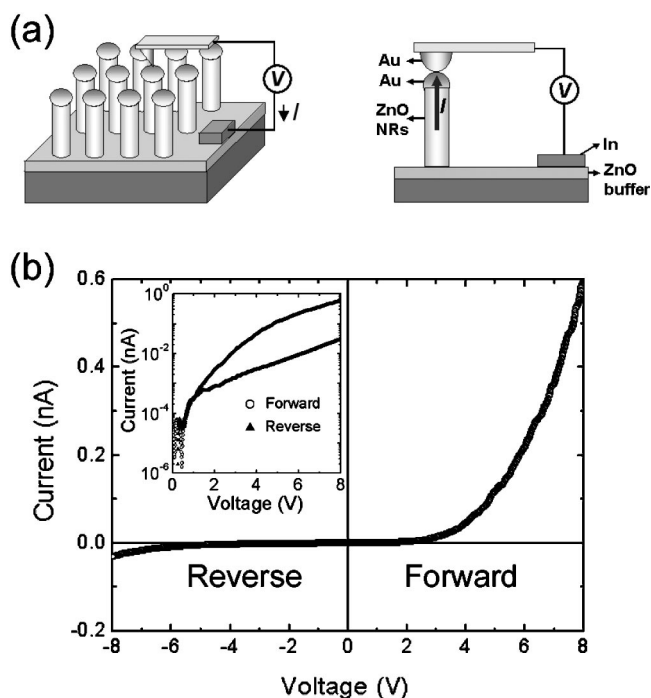 (a)
V
I
Au
Au
ZnO
NRs
I
V
In
ZnO
buffer
(b)
Current (nA)
0.6
0.4
0.2
0.0
-0.2
-8 -6 -4 -2 0 2 4 6 8
Voltage (V)
Reverse
Forward
Current (nA)
10^0
10^-2
10^-4
10^-6
0 2 4 6 8
Voltage (V)
Forward
Reverse